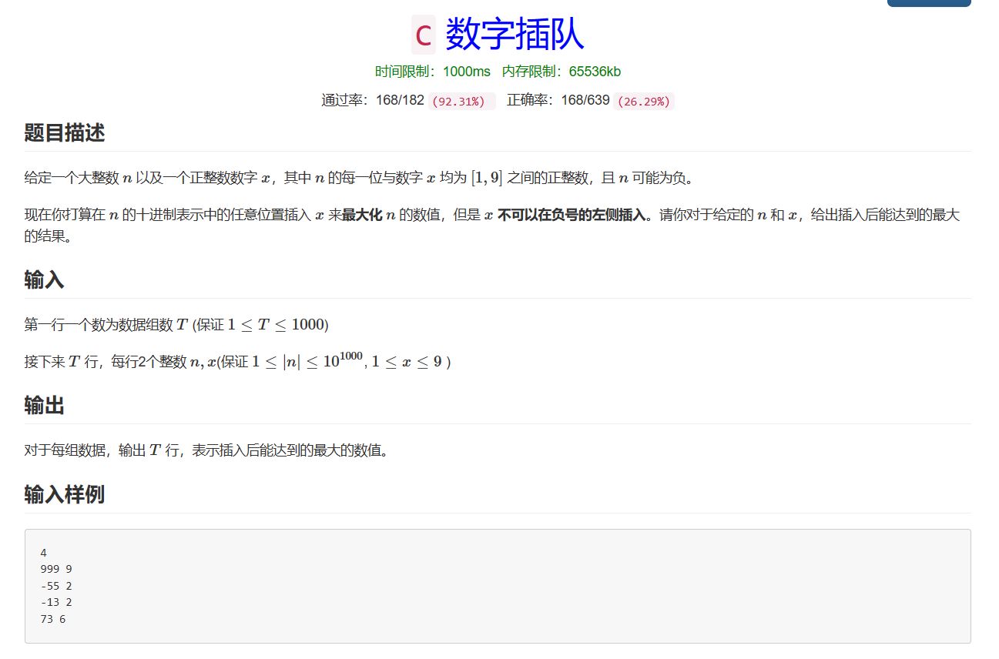 C 数字插队
时间限制：1000ms 内存限制：65536kb
通过率：168/182 (92.31%) 正确率：168/639 (26.29%)
题目描述
给定一个大整数 n 以及一个正整数数字 x，其中 n 的每一位与数字 x 均为 [1, 9] 之间的正整数，且 n 可能为负。
现在你打算在 n 的十进制表示中的任意位置插入 x 来最大化 n 的数值，但是 x 不可以在负号的左侧插入。请你对于给定的 n 和 x，给出插入后能达到的最大
的结果。
输入
第一行一个数为数据组数 T (保证 1 ≤ T ≤ 1000)
接下来 T 行，每行2个整数 n, x(保证 1 ≤ |n| ≤ 10^1000, 1 ≤ x ≤ 9 )
输出
对于每组数据，输出 T 行，表示插入后能达到的最大的数值。
输入样例
4
999 9
-55 2
-13 2
73 6